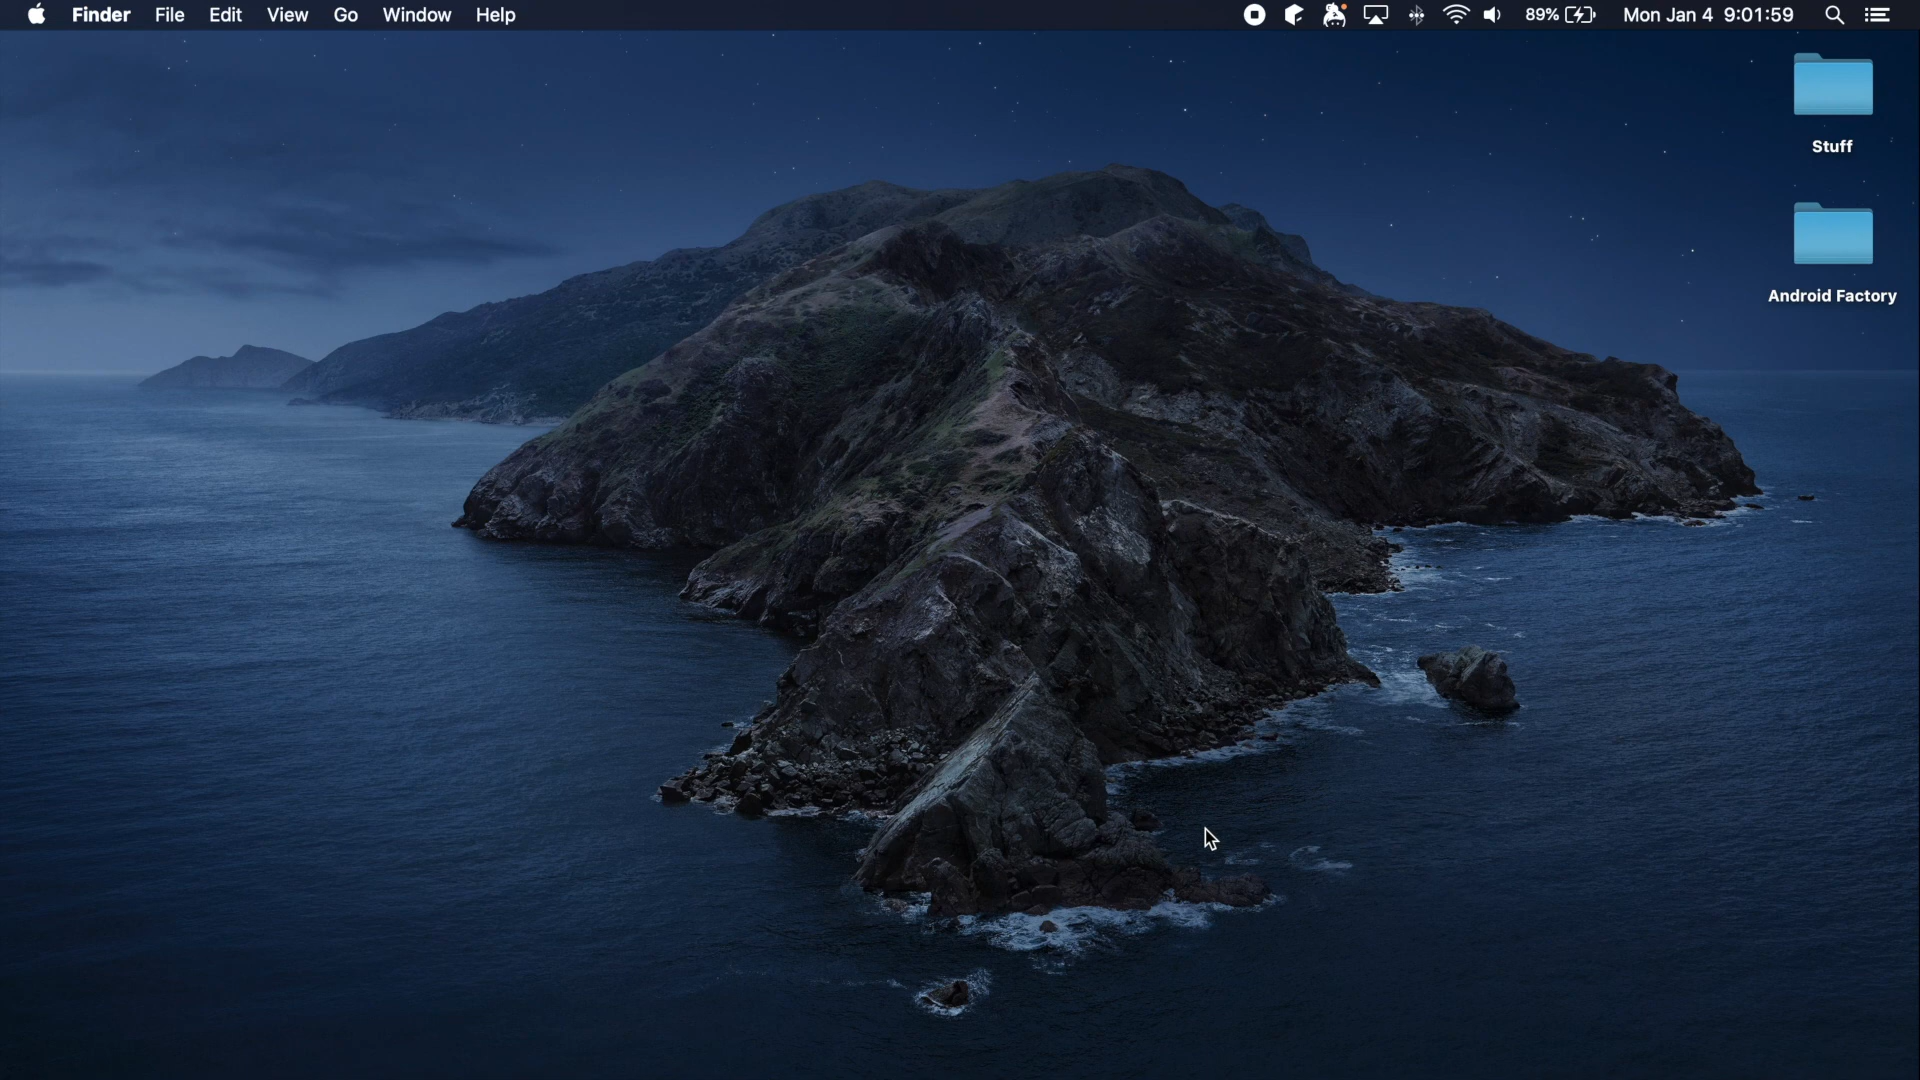 Finder File Edit View Go Window Help 89% Mon Jan 4 9:01:59
Stuff
Android Factory